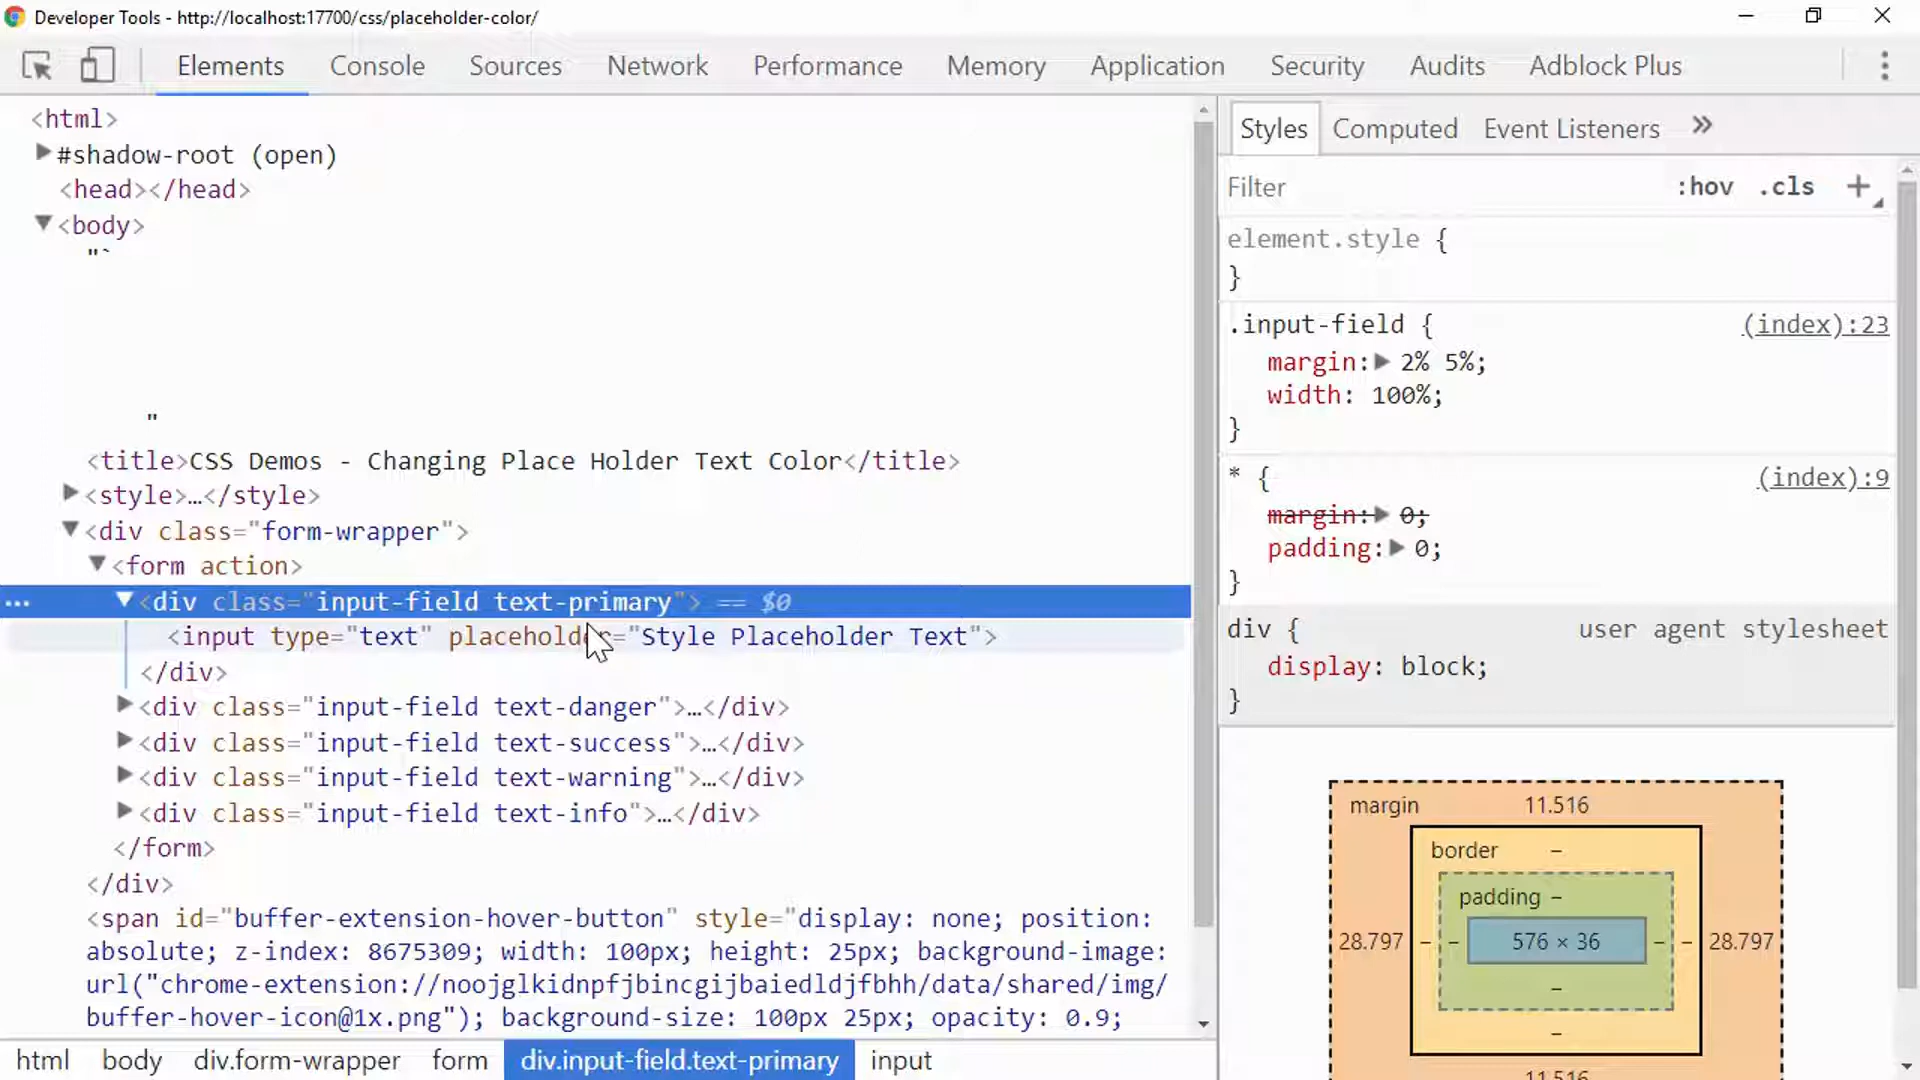 Developer Tools - http://localhost:17700/css/placeholder-color/
Elements Console Sources Network Performance Memory Application Security Audits Adblock Plus
<html>
#shadow-root (open)
<head></head>
<body>
"`
"
<title>CSS Demos - Changing Place Holder Text Color</title>
<style>…</style>
<div class="form-wrapper">
<form action>
… <div class="input-field text-primary"> == $0
<input type="text" placeholder="Style Placeholder Text">
</div>
<div class="input-field text-danger">…</div>
<div class="input-field text-success">…</div>
<div class="input-field text-warning">…</div>
<div class="input-field text-info">…</div>
</form>
</div>
<span id="buffer-extension-hover-button" style="display: none; position:
absolute; z-index: 8675309; width: 100px; height: 25px; background-image:
url("chrome-extension://noojglkidnpfjbincgijbaiedldjfbhh/data/shared/img/
buffer-hover-icon@1x.png"); background-size: 100px 25px; opacity: 0.9;
html body div.form-wrapper form div.input-field.text-primary input
Styles Computed Event Listeners »
Filter :hov .cls +
element.style {
}
.input-field { (index):23
margin: 2% 5%;
width: 100%;
}
* { (index):9
margin: 0;
padding: 0;
}
div { user agent stylesheet
display: block;
}
margin 11.516
border –
padding –
28.797 – – 576 × 36 – – 28.797
–
–
11.516